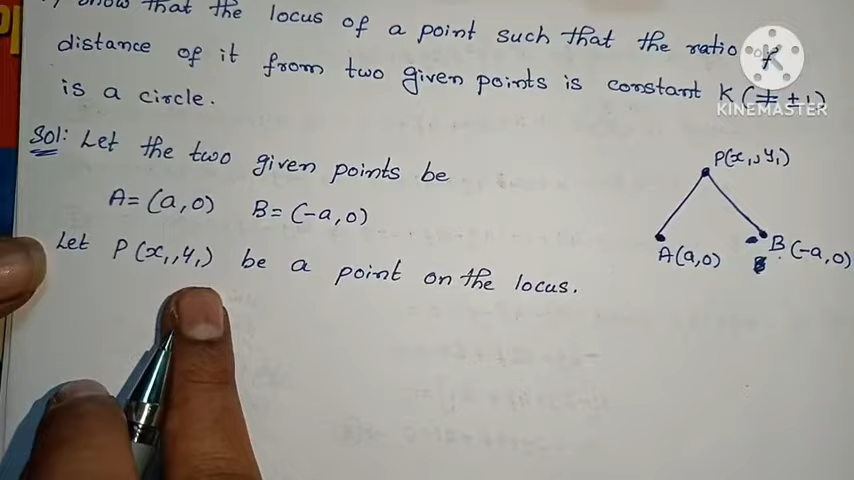 Show that the locus of a point such that the ratio of
distance of it from two given points is constant K (≠ ±1)
is a circle.
Sol: Let the two given points be
A = (a, 0) B = (-a, 0)
Let P(x₁, y₁) be a point on the locus.
P(x₁, y₁)
A(a,0)
B(-a,0)
KINEMASTER